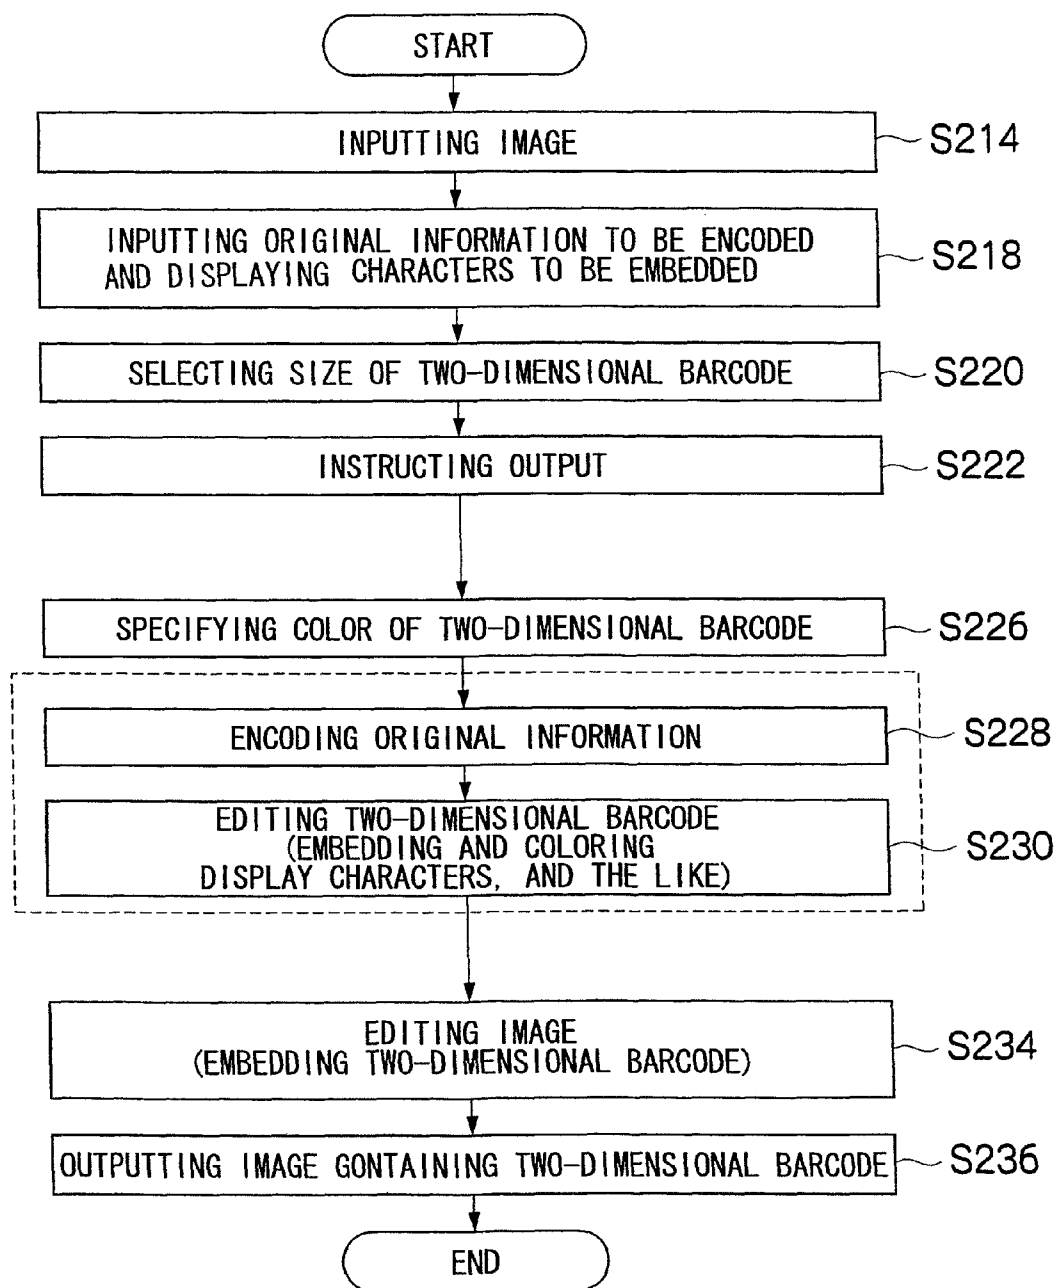 START
INPUTTING IMAGE
S214
INPUTTING ORIGINAL INFORMATION TO BE ENCODED
AND DISPLAYING CHARACTERS TO BE EMBEDDED
S218
SELECTING SIZE OF TWO-DIMENSIONAL BARCODE
S220
INSTRUCTING OUTPUT
S222
SPECIFYING COLOR OF TWO-DIMENSIONAL BARCODE
S226
ENCODING ORIGINAL INFORMATION
S228
EDITING TWO-DIMENSIONAL BARCODE
(EMBEDDING AND COLORING
DISPLAY CHARACTERS, AND THE LIKE)
S230
EDITING IMAGE
(EMBEDDING TWO-DIMENSIONAL BARCODE)
S234
OUTPUTTING IMAGE GONTAINING TWO-DIMENSIONAL BARCODE
S236
END